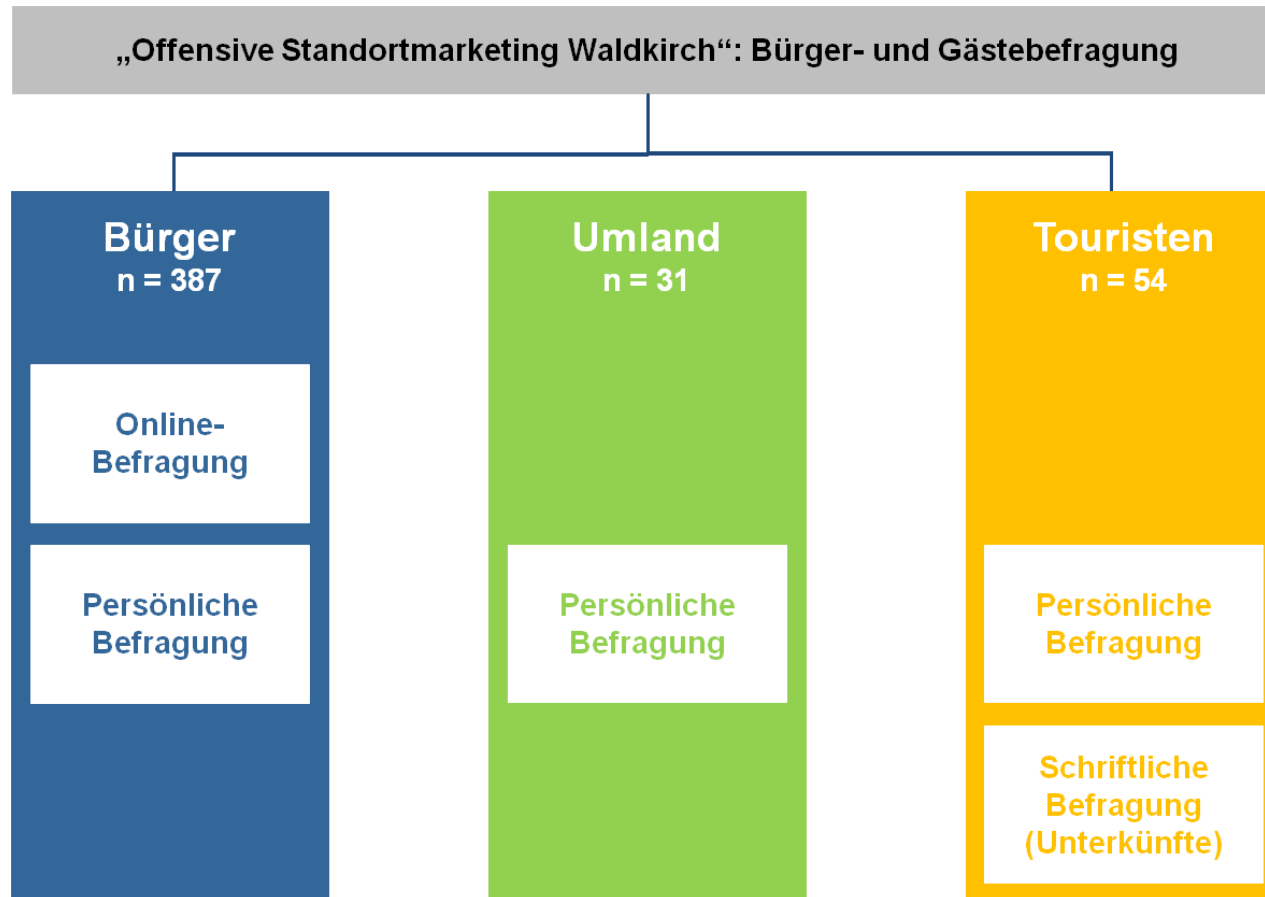 „Offensive Standortmarketing Waldkirch“: Bürger- und Gästebefragung
Bürger
n = 387
Online-
Befragung
Persönliche
Befragung
Umland
n = 31
Persönliche
Befragung
Touristen
n = 54
Persönliche
Befragung
Schriftliche
Befragung
(Unterkünfte)